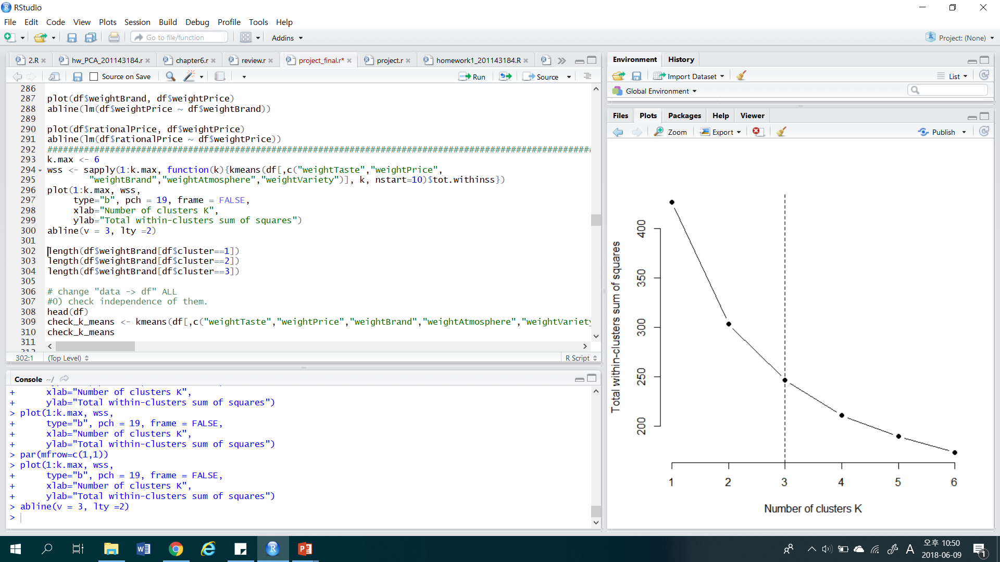 RStudio
File Edit Code View Plots Session Build Debug Profile Tools Help
Go to file/function
Addins
Project: (None)
2.R
hw_PCA_201143184.r
chapter6.r
review.r
project_final.r*
project.r
homework1_201143184.R
Source on Save
Run
Source
286
287 plot(df$weightBrand, df$weightPrice)
288 abline(lm(df$weightPrice ~ df$weightBrand))
289
290 plot(df$rationalPrice, df$weightPrice)
291 abline(lm(df$rationalPrice ~ df$weightPrice))
292
293 k.max <- 6
294 wss <- sapply(1:k.max, function(k){kmeans(df[,c("weightTaste","weightPrice",
295 "weightBrand","weightAtmosphere","weightVariety")], k, nstart=10)$tot.withinss})
296 plot(1:k.max, wss,
297 type="b", pch = 19, frame = FALSE,
298 xlab="Number of clusters K",
299 ylab="Total within-clusters sum of squares")
300 abline(v = 3, lty =2)
301
302 length(df$weightBrand[df$cluster==1])
303 length(df$weightBrand[df$cluster==2])
304 length(df$weightBrand[df$cluster==3])
305
306 # change "data -> df" ALL
307 #0) check independence of them.
308 head(df)
309 check_k_means <- kmeans(df[,c("weightTaste","weightPrice","weightBrand","weightAtmosphere","weightVariety
310 check_k_means
311
302:1 (Top Level) R Script
Console ~/
+ xlab="Number of clusters K",
+ ylab="Total within-clusters sum of squares")
> plot(1:k.max, wss,
+ type="b", pch = 19, frame = FALSE,
+ xlab="Number of clusters K",
+ ylab="Total within-clusters sum of squares")
> par(mfrow=c(1,1))
> plot(1:k.max, wss,
+ type="b", pch = 19, frame = FALSE,
+ xlab="Number of clusters K",
+ ylab="Total within-clusters sum of squares")
> abline(v = 3, lty =2)
>
Environment History
Import Dataset
List
Global Environment
Files Plots Packages Help Viewer
Zoom Export Publish
Total within-clusters sum of squares
400
350
300
250
200
1 2 3 4 5 6
Number of clusters K
A
오후 10:50
2018-06-09
1